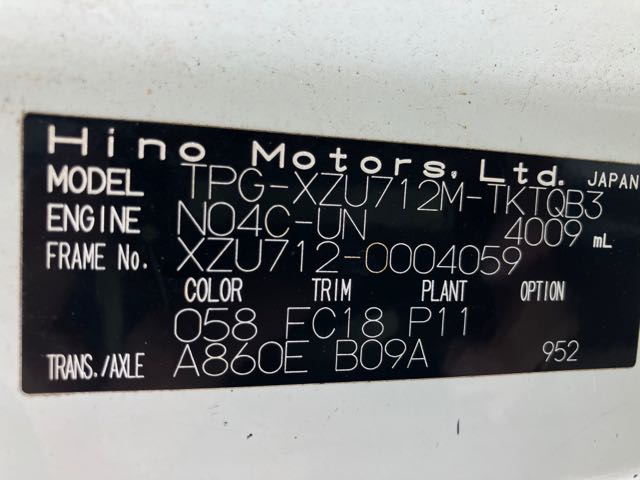 Hino Motors, Ltd. JAPAN
MODEL TPG-XZU712M-TKTQB3
ENGINE N04C-UN 4009 mL
FRAME No. XZU712-0004059
COLOR TRIM PLANT OPTION
058 FC18 P11
TRANS./AXLE A860E B09A 952